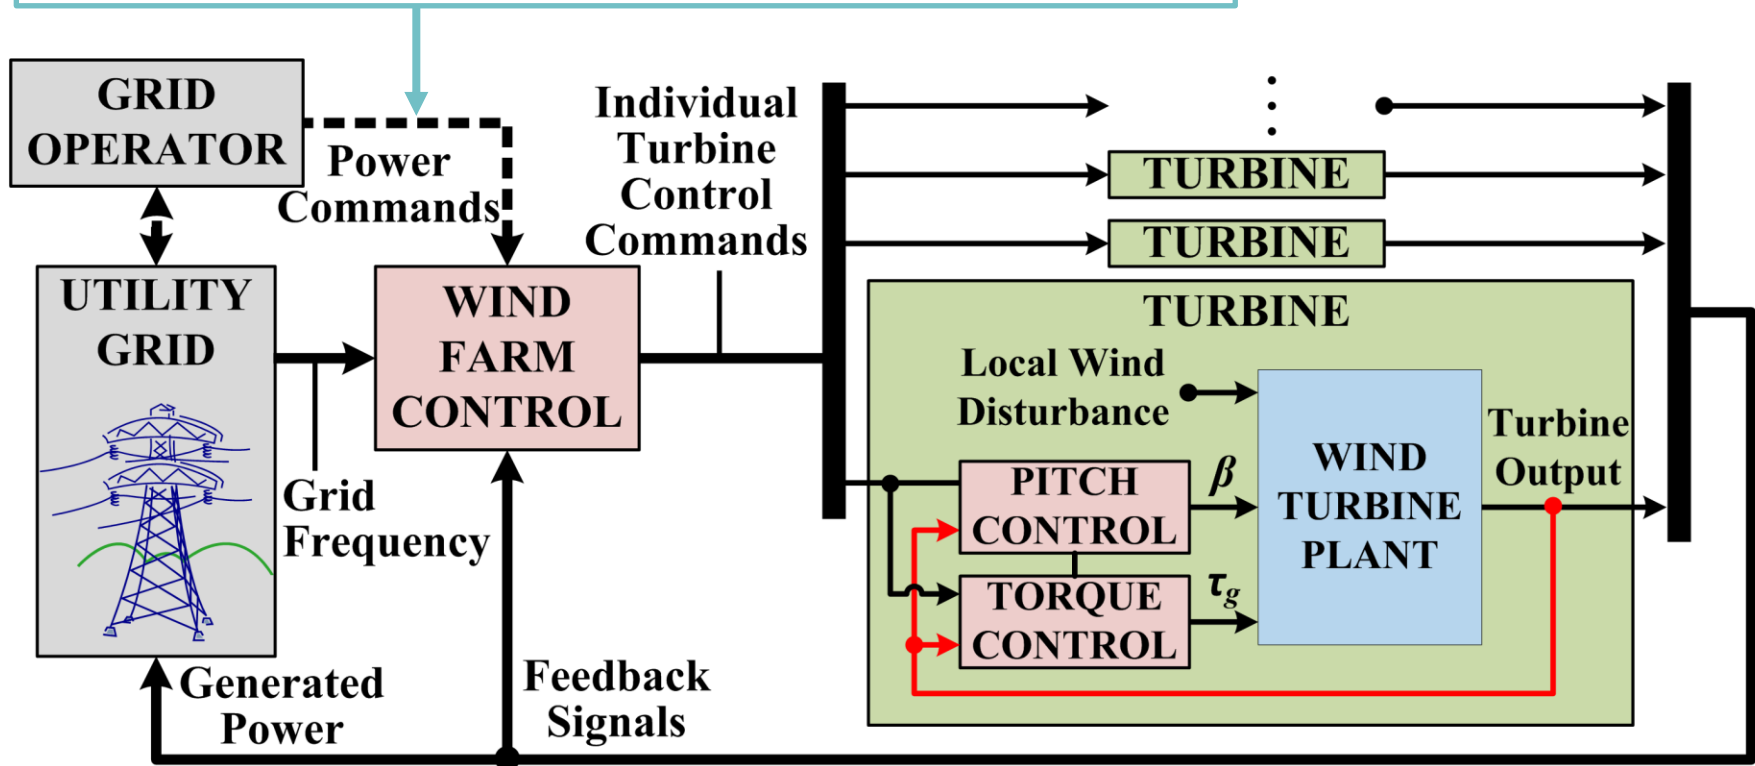 GRID
OPERATOR
Power
Commands
Individual
Turbine
Control
Commands
TURBINE
TURBINE
UTILITY
GRID
WIND
FARM
CONTROL
Grid
Frequency
TURBINE
Local Wind
Disturbance
PITCH
CONTROL
β
TORQUE
CONTROL
τg
WIND
TURBINE
PLANT
Turbine
Output
Generated
Power
Feedback
Signals